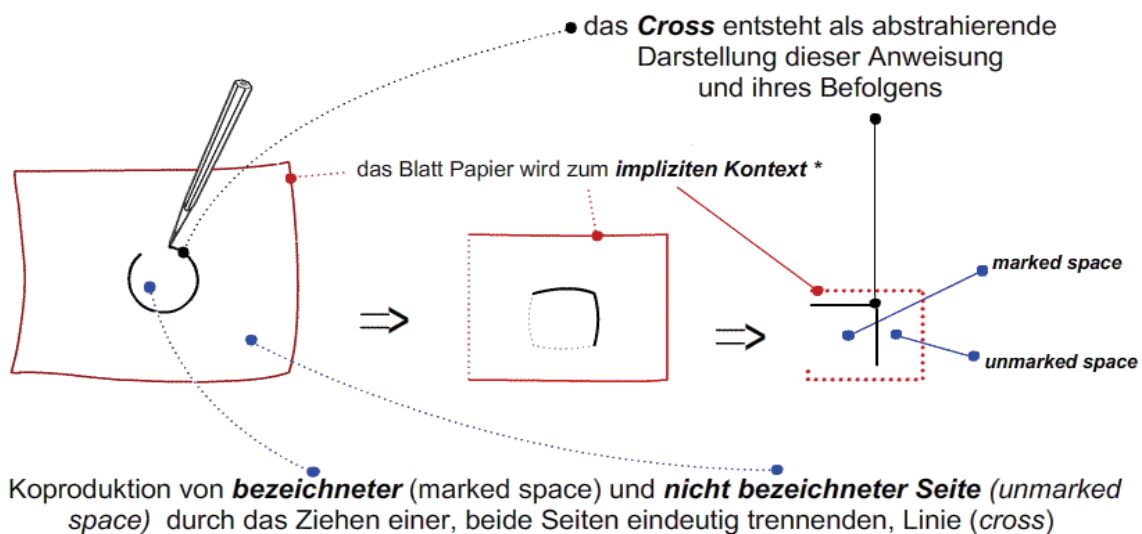 das Cross entsteht als abstrahierende
Darstellung dieser Anweisung
und ihres Befolgens
das Blatt Papier wird zum impliziten Kontext *
marked space
unmarked space
Koproduktion von bezeichneter (marked space) und nicht bezeichneter Seite (unmarked
space) durch das Ziehen einer, beide Seiten eindeutig trennenden, Linie (cross)